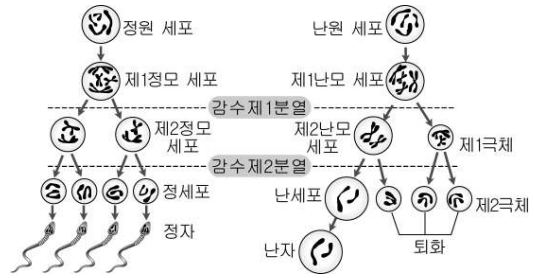 정원 세포
난원 세포
제1정모 세포
제1난모 세포
감수제1분열
제2정모
세포
제2난모
세포
제1극체
감수제2분열
정세포
난세포
제2극체
정자
난자
퇴화